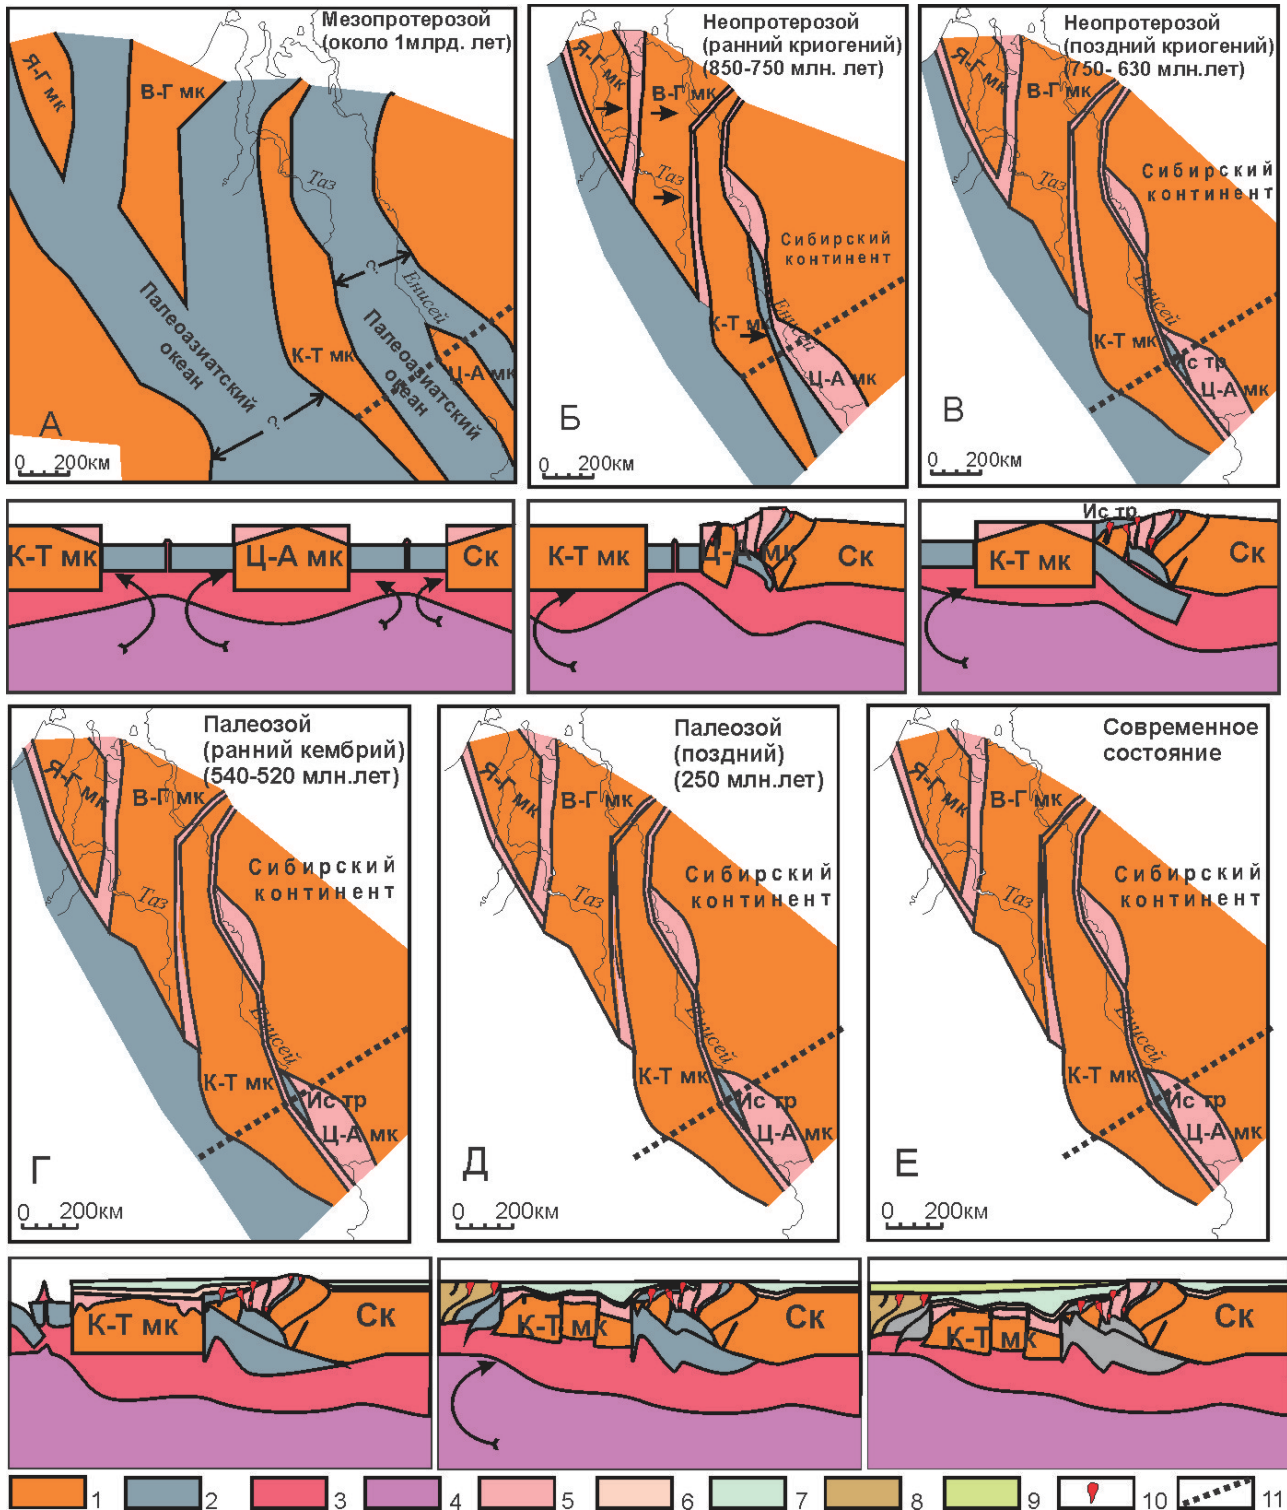 Мезопротерозой
(около 1млрд. лет)
Я-Г мк
В-Г мк
Таз
Енисей
?
Палеоазиатский
океан
?
К-Т мк
Палеоазиатский
океан
Ц-А мк
А
0 200км
Неопротерозой
(ранний криогений)
(850-750 млн. лет)
Я-Г мк
В-Г мк
Таз
Сибирский
континент
Енисей
К-Т мк
Ц-А мк
Б
0 200км
Неопротерозой
(поздний криогений)
(750- 630 млн.лет)
Я-Г мк
В-Г мк
Таз
Сибирский
континент
Енисей
К-Т мк
Ис тр
Ц-А мк
В
0 200км
К-Т мк
Ц-А мк
Ск
К-Т мк
Ц-А мк
Ск
Ис тр
К-Т мк
Ск
Палеозой
(ранний кембрий)
(540-520 млн.лет)
Я-Г мк
В-Г мк
Сибирский
континент
Таз
Енисей
К-Т мк
Ис тр
Ц-А мк
Г
0 200км
Палеозой
(поздний)
(250 млн.лет)
Я-Г мк
В-Г мк
Сибирский
континент
Таз
Енисей
К-Т мк
Ис тр
Ц-А мк
Д
0 200км
Современное
состояние
Я-Г мк
В-Г мк
Сибирский
континент
Таз
Енисей
К-Т мк
Ис тр
Ц-А мк
Е
0 200км
К-Т мк
Ск
К-Т мк
Ск
К-Т мк
Ск
1 2 3 4 5 6 7 8 9 10 11